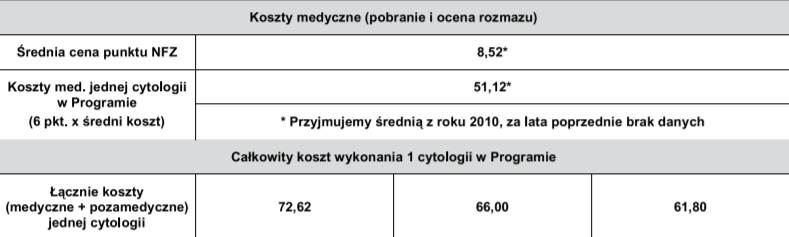 Koszty medyczne (pobranie i ocena rozmazu)
Średnia cena punktu NFZ
8,52*
Koszty med. jednej cytologii
w Programie
(6 pkt. x średni koszt)
51,12*
* Przyjmujemy średnią z roku 2010, za lata poprzednie brak danych
Całkowity koszt wykonania 1 cytologii w Programie
Łącznie koszty
(medyczne + pozamedyczne)
jednej cytologii
72,62
66,00
61,80